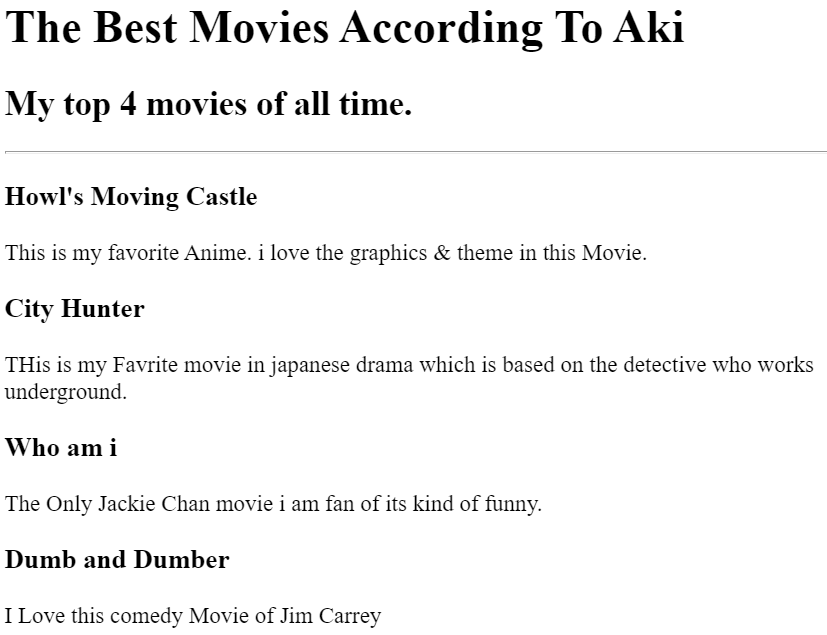 The Best Movies According To Aki
My top 4 movies of all time.
Howl's Moving Castle
This is my favorite Anime. i love the graphics & theme in this Movie.
City Hunter
THis is my Favrite movie in japanese drama which is based on the detective who works
underground.
Who am i
The Only Jackie Chan movie i am fan of its kind of funny.
Dumb and Dumber
I Love this comedy Movie of Jim Carrey